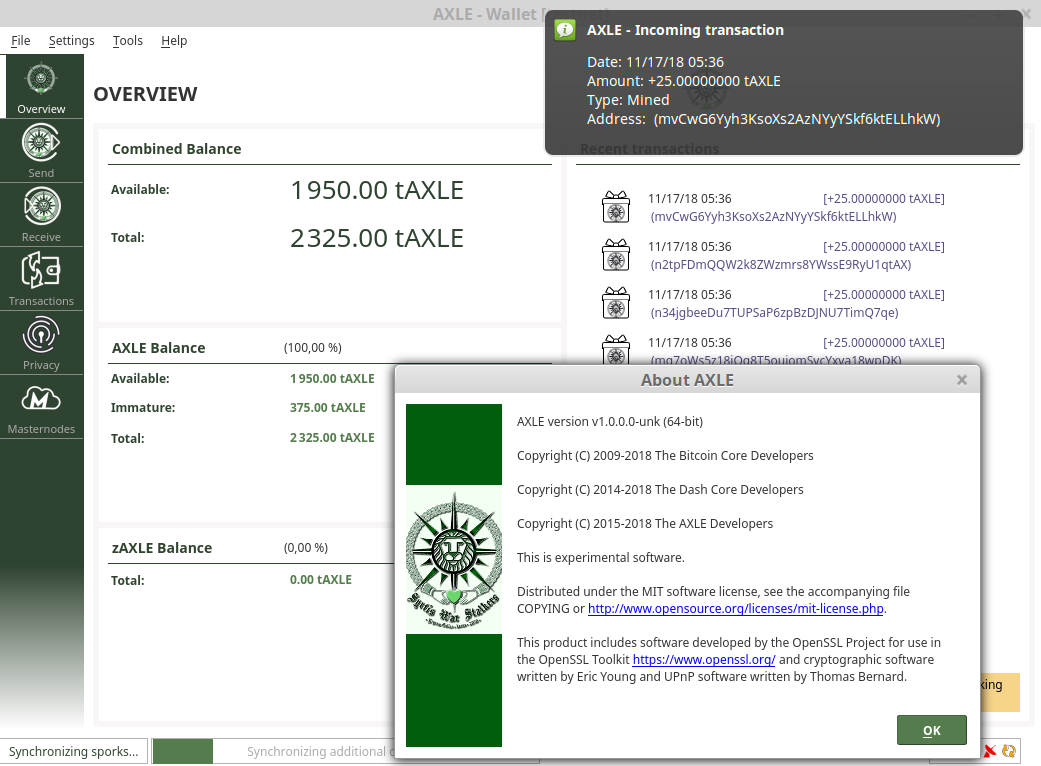 AXLE - Wallet [
File Settings Tools Help
AXLE - Incoming transaction
Date: 11/17/18 05:36
Amount: +25.00000000 tAXLE
Type: Mined
Address: (mvCwG6Yyh3KsoXs2AzNYyYSkf6ktELLhkW)
Overview
Send
Receive
Transactions
Privacy
Masternodes
OVERVIEW
Combined Balance
Available: 1 950.00 tAXLE
Total: 2 325.00 tAXLE
AXLE Balance (100,00 %)
Available: 1 950.00 tAXLE
Immature: 375.00 tAXLE
Total: 2 325.00 tAXLE
zAXLE Balance (0,00 %)
Total: 0.00 tAXLE
Recent transactions
11/17/18 05:36 [+25.00000000 tAXLE]
(mvCwG6Yyh3KsoXs2AzNYyYSkf6ktELLhkW)
11/17/18 05:36 [+25.00000000 tAXLE]
(n2tpFDmQQW2k8ZWzmrs8YWssE9RyU1qtAX)
11/17/18 05:36 [+25.00000000 tAXLE]
(n34jgbeeDu7TUPSaP6zpBzDJNU7TimQ7qe)
11/17/18 05:36 [+25.00000000 tAXLE]
About AXLE
AXLE version v1.0.0.0-unk (64-bit)
Copyright (C) 2009-2018 The Bitcoin Core Developers
Copyright (C) 2014-2018 The Dash Core Developers
Copyright (C) 2015-2018 The AXLE Developers
This is experimental software.
Distributed under the MIT software license, see the accompanying file
COPYING or http://www.opensource.org/licenses/mit-license.php.
This product includes software developed by the OpenSSL Project for use in
the OpenSSL Toolkit https://www.openssl.org/ and cryptographic software
written by Eric Young and UPnP software written by Thomas Bernard.
OK
king
Synchronizing sporks...
Synchronizing additional